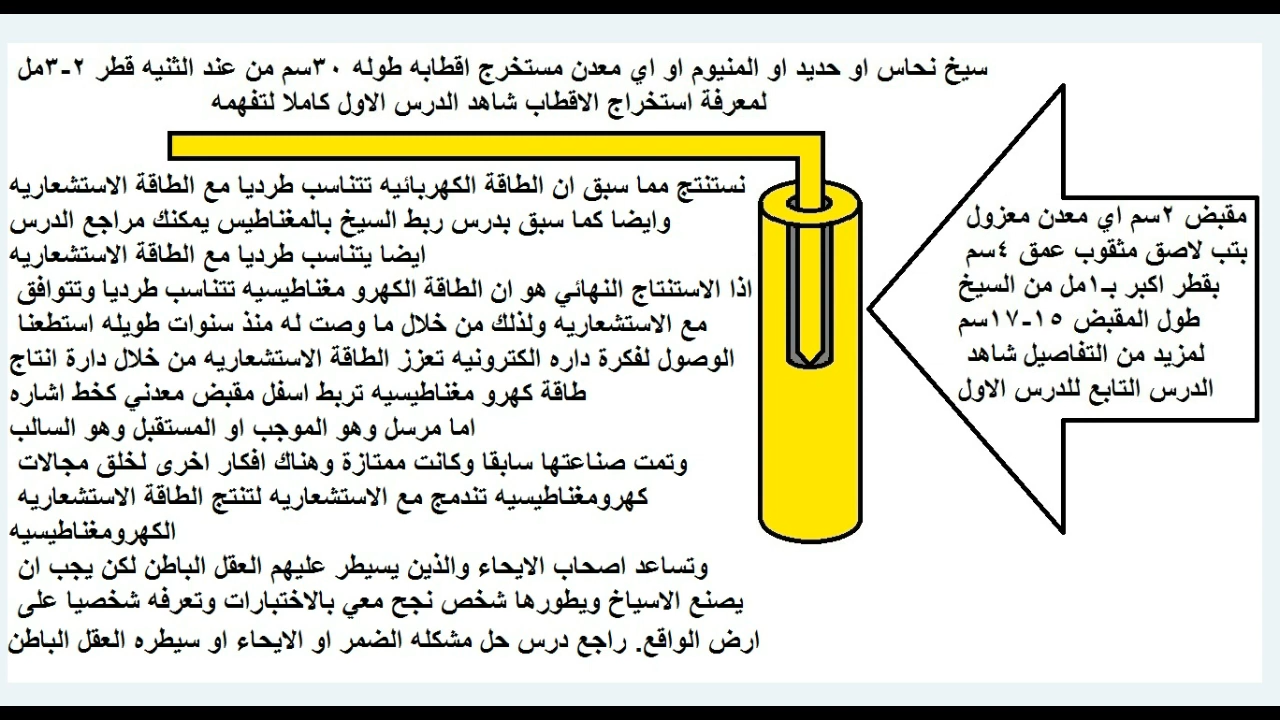 سيخ نحاس او حديد او المنيوم او اي معدن مستخرج اقطابه طوله ٣٠سم من عند الثنيه قطر ٢-٣مل
لمعرفة استخراج الاقطاب شاهد الدرس الاول كاملا لتفهمه
نستنتج مما سبق ان الطاقة الكهربائيه تتناسب طرديا مع الطاقة الاستشعاريه
وايضا كما سبق بدرس ربط السيخ بالمغناطيس يمكنك مراجع الدرس
ايضا يتناسب طرديا مع الطاقة الاستشعاريه
اذا الاستنتاج النهائي هو ان الطاقة الكهرو مغناطيسيه تتناسب طرديا وتتوافق
مع الاستشعاريه ولذلك من خلال ما وصت له منذ سنوات طويله استطعنا
الوصول لفكرة داره الكترونيه تعزز الطاقة الاستشعاريه من خلال دارة انتاج
طاقة كهرو مغناطيسيه تربط اسفل مقبض معدني كخط اشاره
اما مرسل وهو الموجب او المستقبل وهو السالب
وتمت صناعتها سابقا وكانت ممتازة وهناك افكار اخرى لخلق مجالات
كهرومغناطيسيه تندمج مع الاستشعاريه لتنتج الطاقة الاستشعاريه
الكهرومغناطيسيه
وتساعد اصحاب الايحاء والذين يسيطر عليهم العقل الباطن لكن يجب ان
يصنع الاسياخ ويطورها شخص نجح معي بالاختبارات وتعرفه شخصيا على
ارض الواقع. راجع درس حل مشكله الضمر او الايحاء او سيطره العقل الباطن
مقبض ٢سم اي معدن معزول
بتب لاصق مثقوب عمق ٤سم
بقطر اكبر بـ١مل من السيخ
طول المقبض ١٥-١٧سم
لمزيد من التفاصيل شاهد
الدرس التابع للدرس الاول